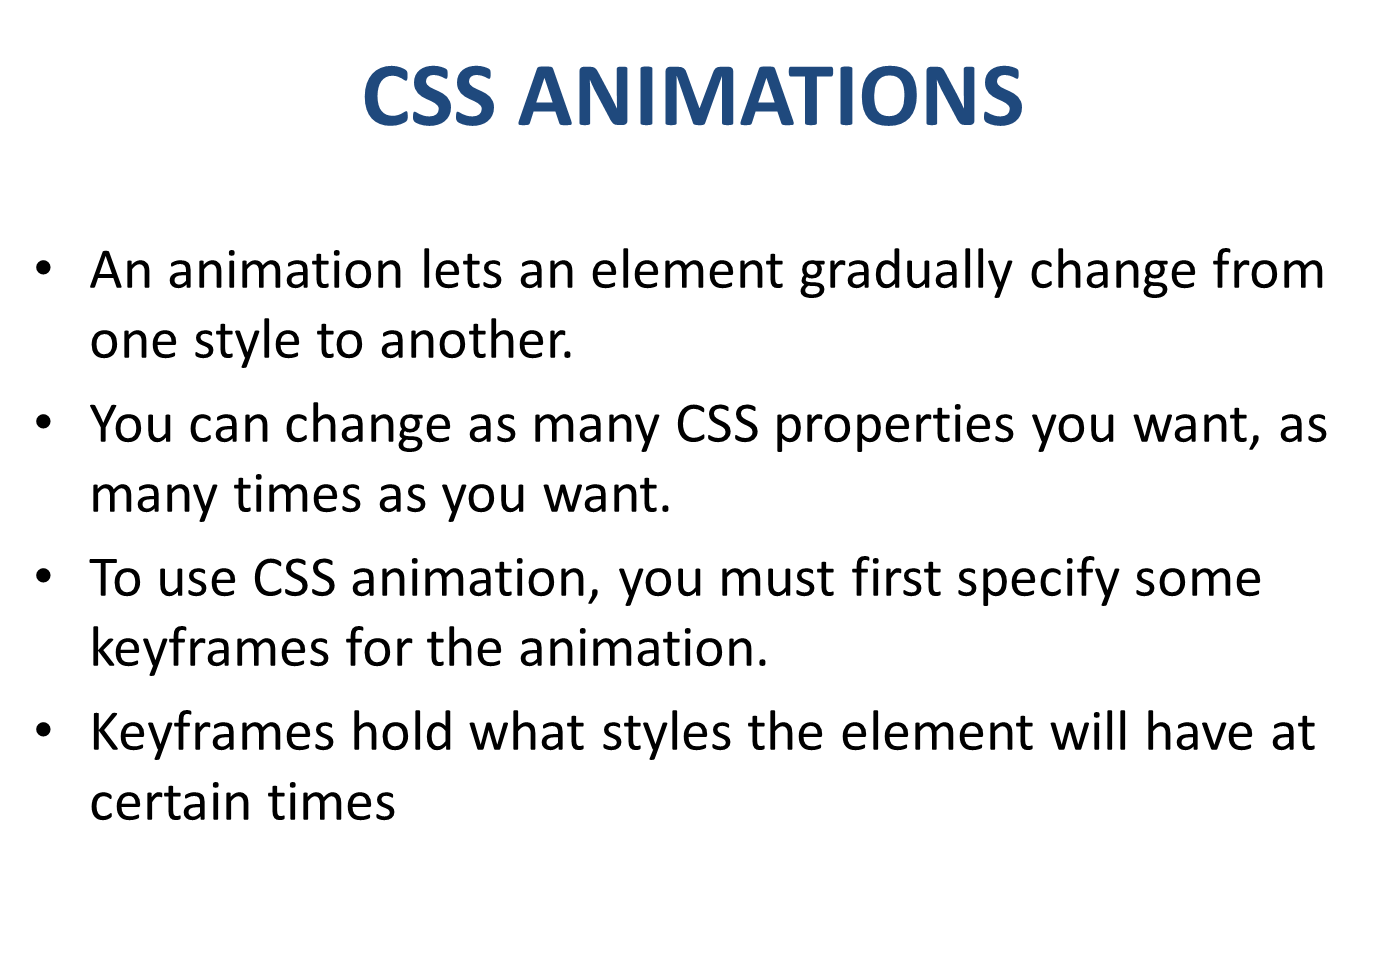 CSS ANIMATIONS
• An animation lets an element gradually change from
one style to another.
• You can change as many CSS properties you want, as
many times as you want.
• To use CSS animation, you must first specify some
keyframes for the animation.
• Keyframes hold what styles the element will have at
certain times